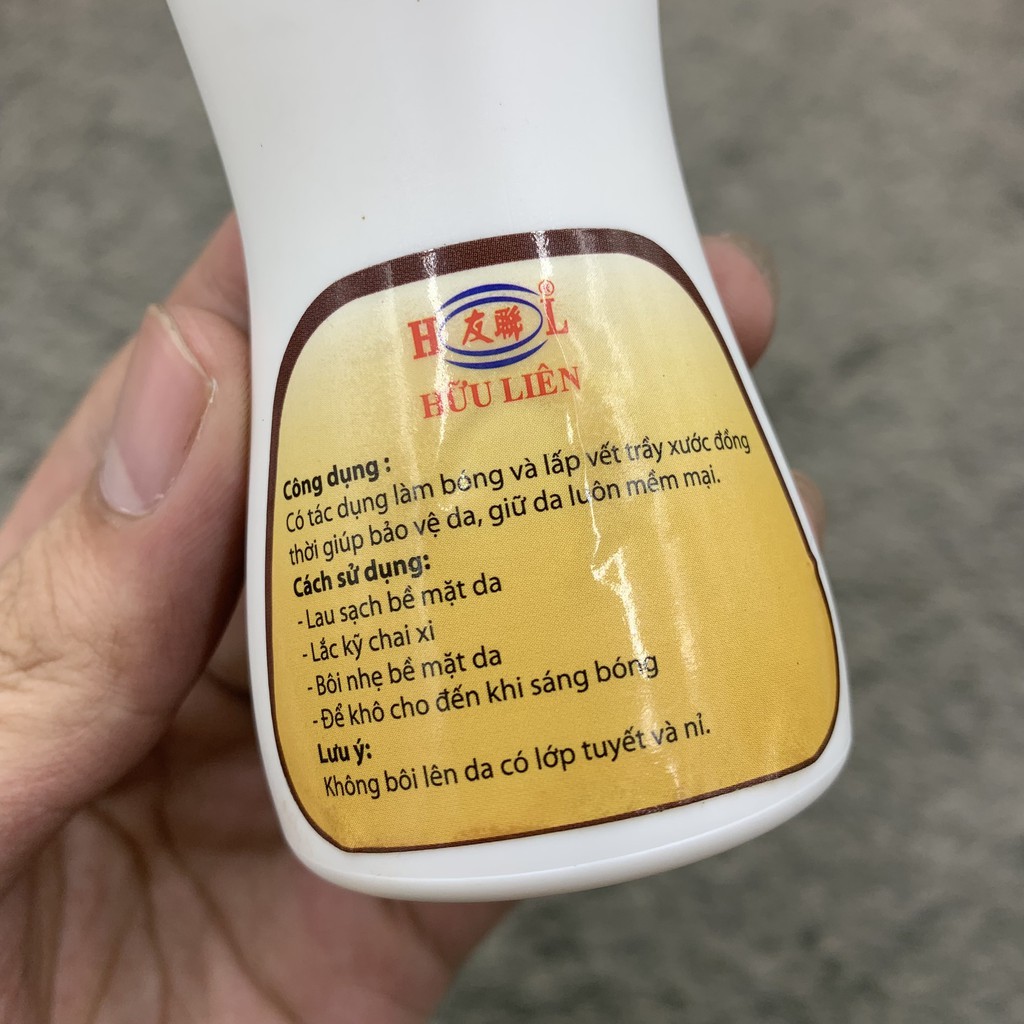 H 友聯 L ®
HỮU LIÊN
Công dụng :
Có tác dụng làm bóng và lấp vết trầy xước đồng
thời giúp bảo vệ da, giữ da luôn mềm mại.
Cách sử dụng:
- Lau sạch bề mặt da
- Lắc kỹ chai xi
- Bôi nhẹ bề mặt da
- Để khô cho đến khi sáng bóng
Lưu ý:
Không bôi lên da có lớp tuyết và nỉ.